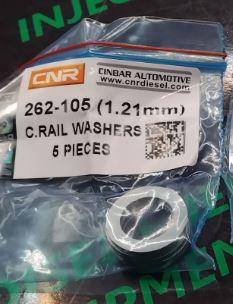 CNR
CINBAR AUTOMOTIVE
www.cnrdiesel.com
262-105 (1.21mm)
C.RAIL WASHERS
5 PIECES